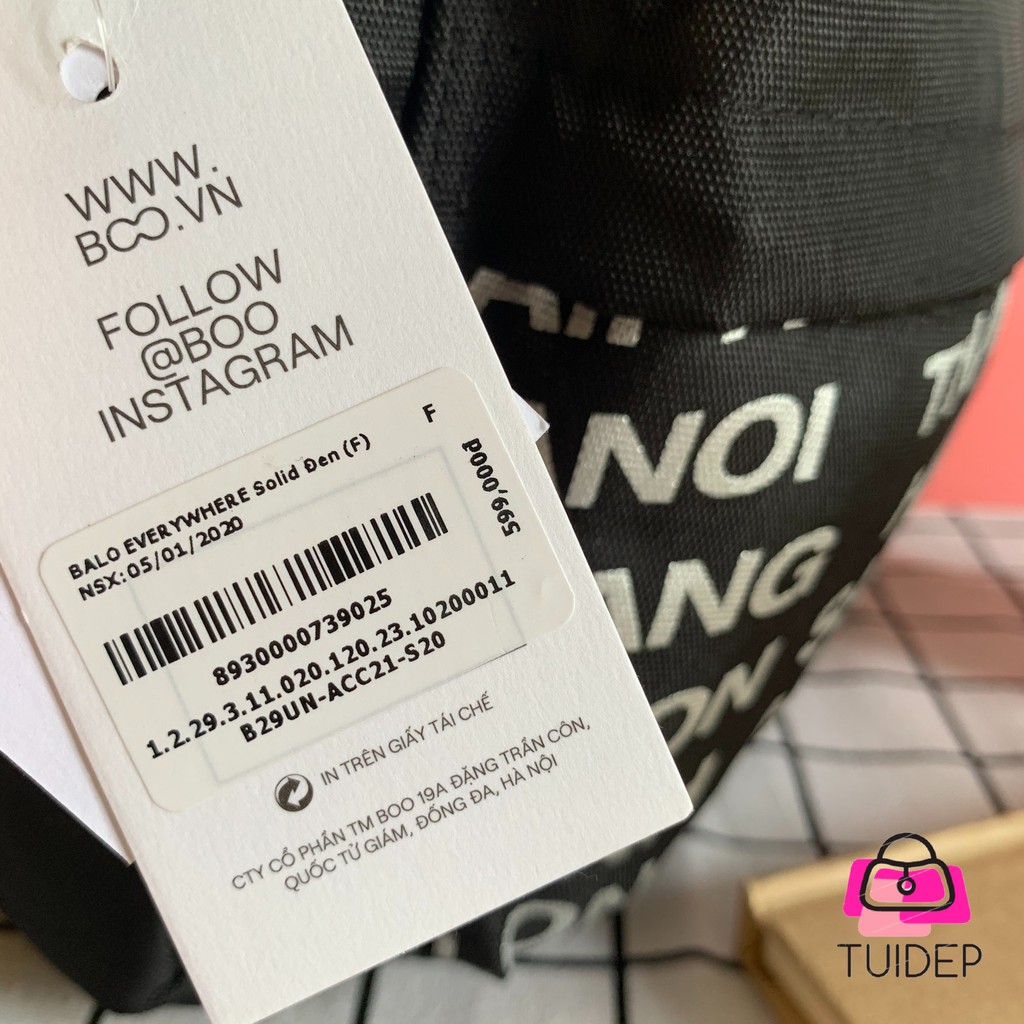 WWW.
BOO.VN
FOLLOW
@BOO
INSTAGRAM
BALO EVERYWHERE Solid Đen (F)
F
NSX:05/01/2020
599,000đ
8930000739025
1.2.29.3.11.020.120.23.10200011
B29UN-ACC21-S20
IN TRÊN GIẤY TÁI CHẾ
CTY CỔ PHẦN TM BOO 19A ĐẶNG TRẦN CÔN,
QUỐC TỬ GIÁM, ĐỐNG ĐA, HÀ NỘI
ANOI
ANG
ON
TUIDEP